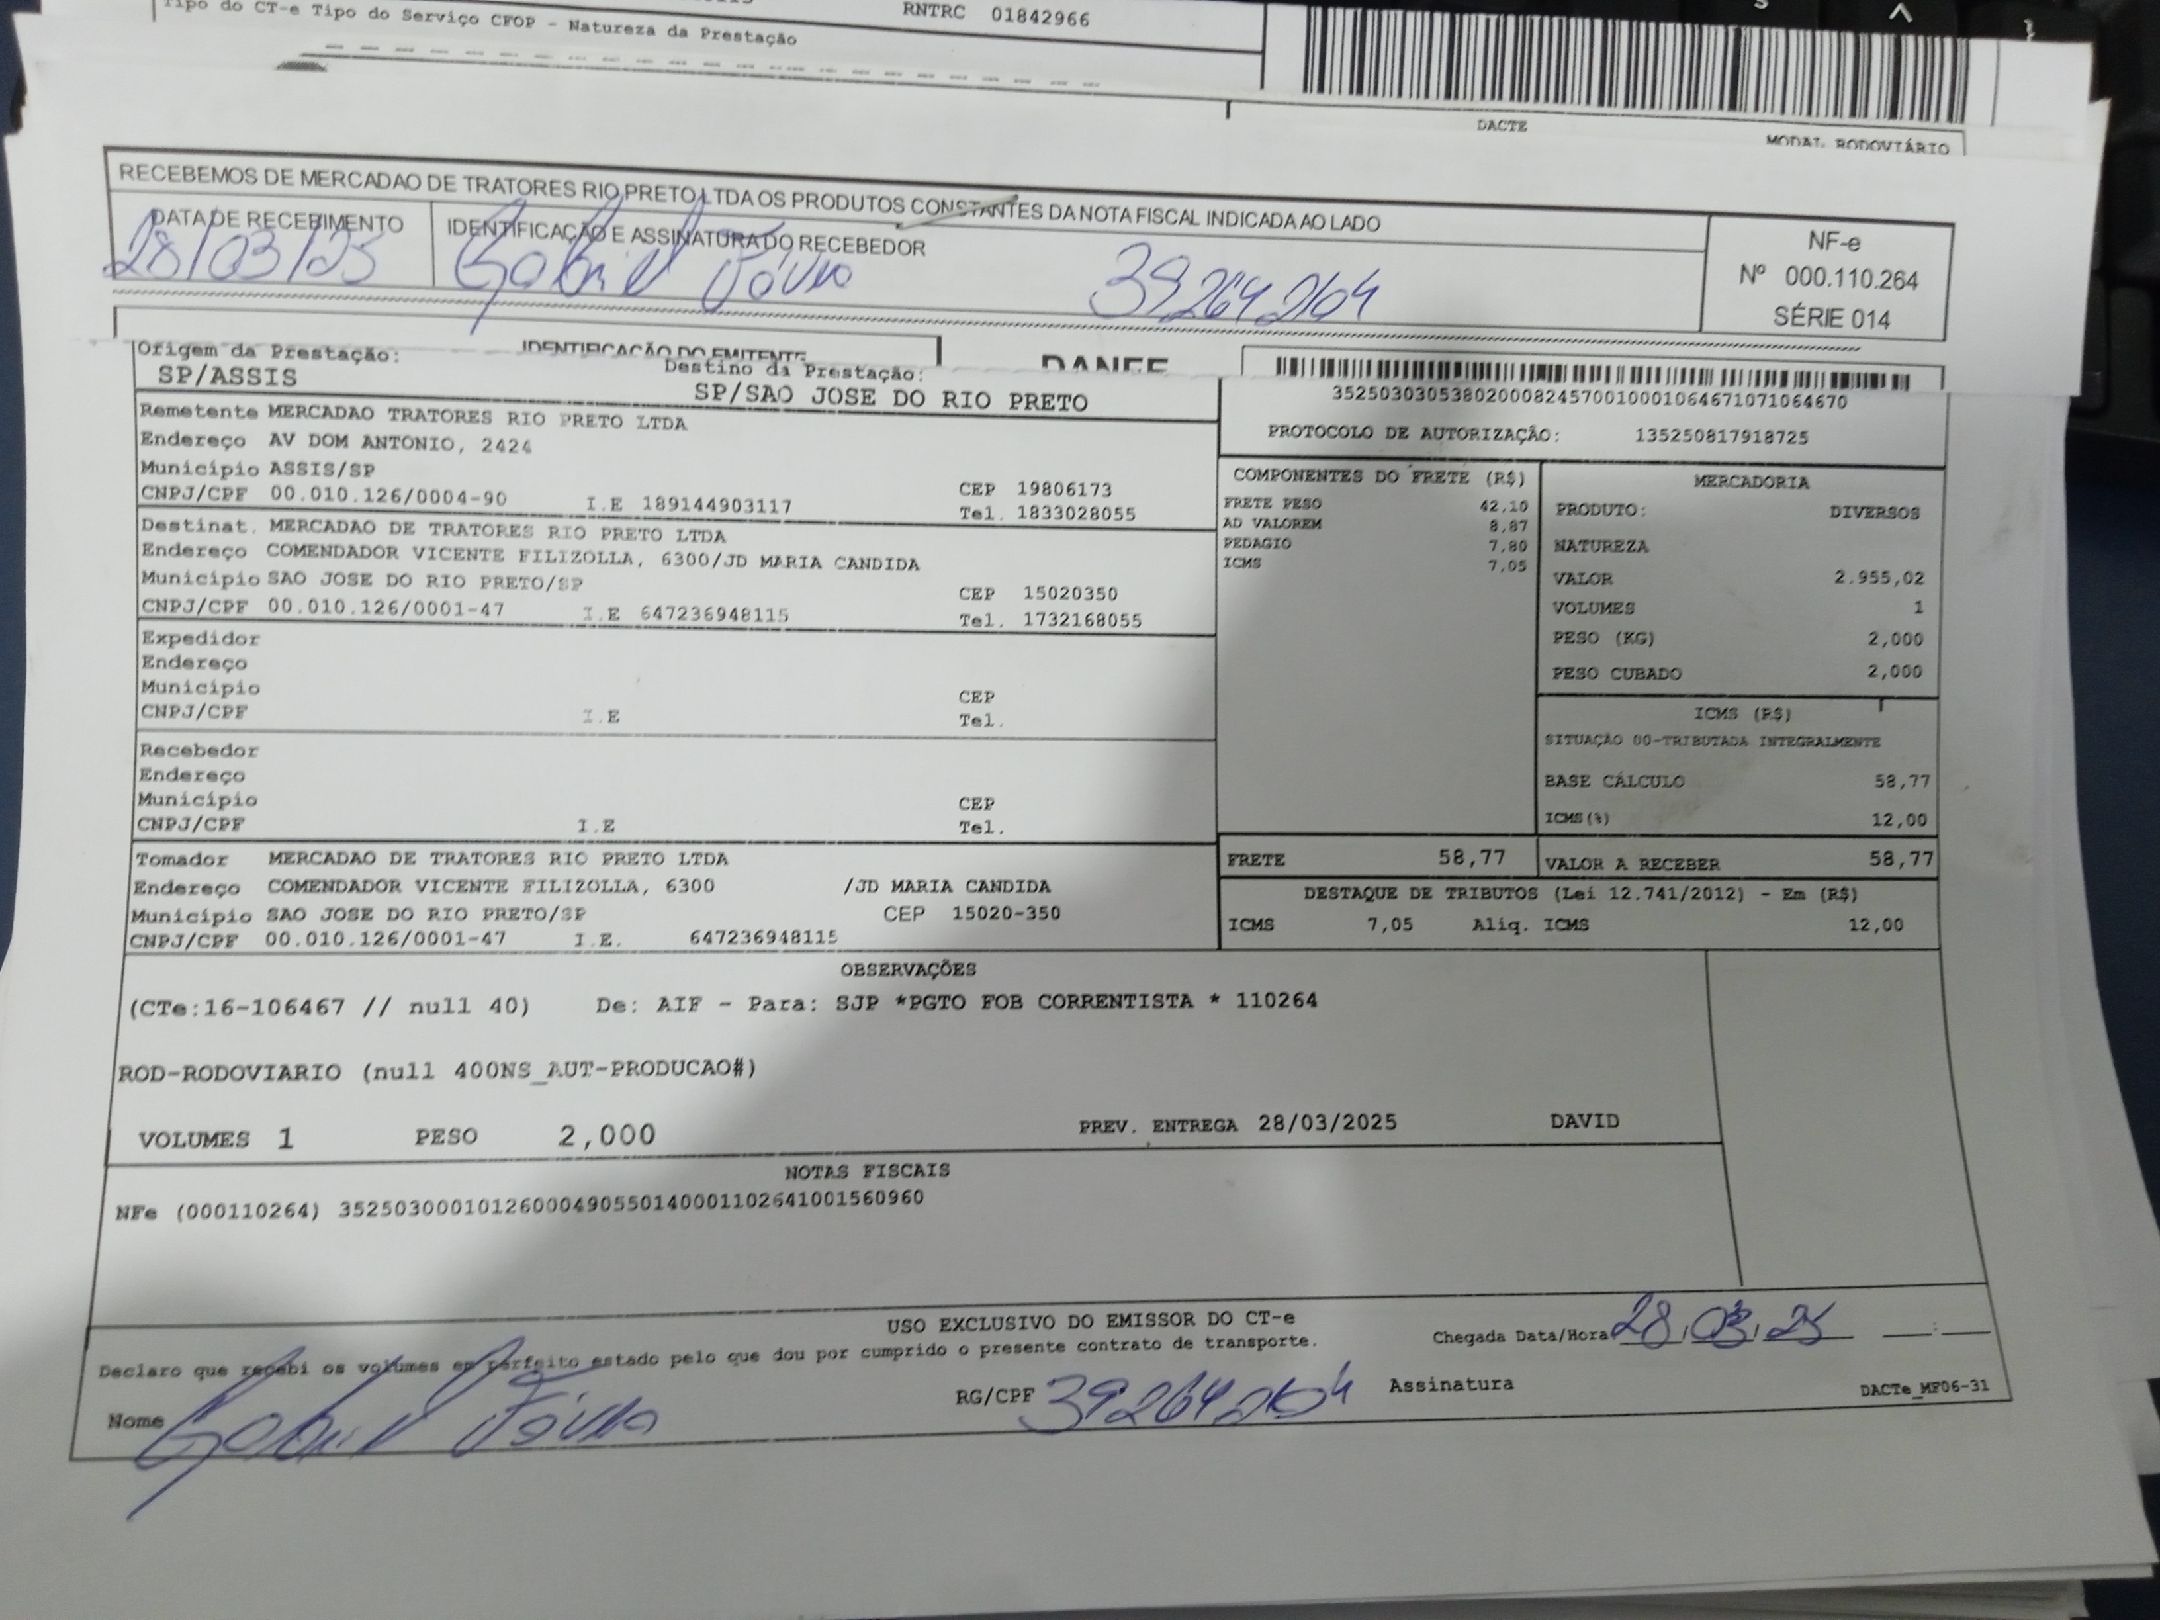 Tipo do CT-e Tipo do Serviço CFOP - Natureza da Prestação
RNTRC 01842966
DACTE
MODAL RODOVIÁRIO
RECEBEMOS DE MERCADAO DE TRATORES RIO PRETO LTDA OS PRODUTOS CONSTANTES DA NOTA FISCAL INDICADA AO LADO
DATA DE RECEBIMENTO
28/03/25
IDENTIFICAÇÃO E ASSINATURA DO RECEBEDOR
Gabriel
39264264
NF-e
Nº 000.110.264
SÉRIE 014
IDENTIFICAÇÃO DO EMITENTE
DANFE
Origem da Prestação:
SP/ASSIS
Destino da Prestação:
SP/SAO JOSE DO RIO PRETO
35250303053802000824570010001064671071064670
PROTOCOLO DE AUTORIZAÇÃO: 135250817918725
Remetente MERCADAO TRATORES RIO PRETO LTDA
Endereço AV DOM ANTONIO, 2424
Município ASSIS/SP
CEP 19806173
CNPJ/CPF 00.010.126/0004-90 I.E 189144903117
Tel. 1833028055
Destinat. MERCADAO DE TRATORES RIO PRETO LTDA
Endereço COMENDADOR VICENTE FILIZOLLA, 6300/JD MARIA CANDIDA
Município SAO JOSE DO RIO PRETO/SP
CEP 15020350
CNPJ/CPF 00.010.126/0001-47 I.E 647236948115
Tel. 1732168055
Expedidor
Endereço
Município
CEP
CNPJ/CPF I.E
Tel.
Recebedor
Endereço
Município
CEP
CNPJ/CPF I.E
Tel.
Tomador MERCADAO DE TRATORES RIO PRETO LTDA
Endereço COMENDADOR VICENTE FILIZOLLA, 6300 /JD MARIA CANDIDA
Município SAO JOSE DO RIO PRETO/SP CEP 15020-350
CNPJ/CPF 00.010.126/0001-47 I.E. 647236948115
COMPONENTES DO FRETE (R$)
FRETE PESO 42,10
AD VALOREM 8,87
PEDAGIO 7,80
ICMS 7,05
MERCADORIA
PRODUTO: DIVERSOS
NATUREZA
VALOR 2.955,02
VOLUMES 1
PESO (KG) 2,000
PESO CUBADO 2,000
ICMS (R$)
SITUAÇÃO 00-TRIBUTADA INTEGRALMENTE
BASE CÁLCULO 58,77
ICMS(%) 12,00
FRETE 58,77
VALOR A RECEBER 58,77
DESTAQUE DE TRIBUTOS (Lei 12.741/2012) - Em (R$)
ICMS 7,05 Aliq. ICMS 12,00
OBSERVAÇÕES
(CTe:16-106467 // null 40) De: AIF - Para: SJP *PGTO FOB CORRENTISTA * 110264
ROD-RODOVIARIO (null 400NS_AUT-PRODUCAO#)
VOLUMES 1 PESO 2,000 PREV. ENTREGA 28/03/2025 DAVID
NOTAS FISCAIS
NFe (000110264) 35250300010126000490550140001102641001560960
USO EXCLUSIVO DO EMISSOR DO CT-e
Declaro que recebi os volumes em perfeito estado pelo que dou por cumprido o presente contrato de transporte.
Chegada Data/Hora 28/03/25 __:__
Nome Gabriel
RG/CPF 39264264
Assinatura
DACTe_MF06-31